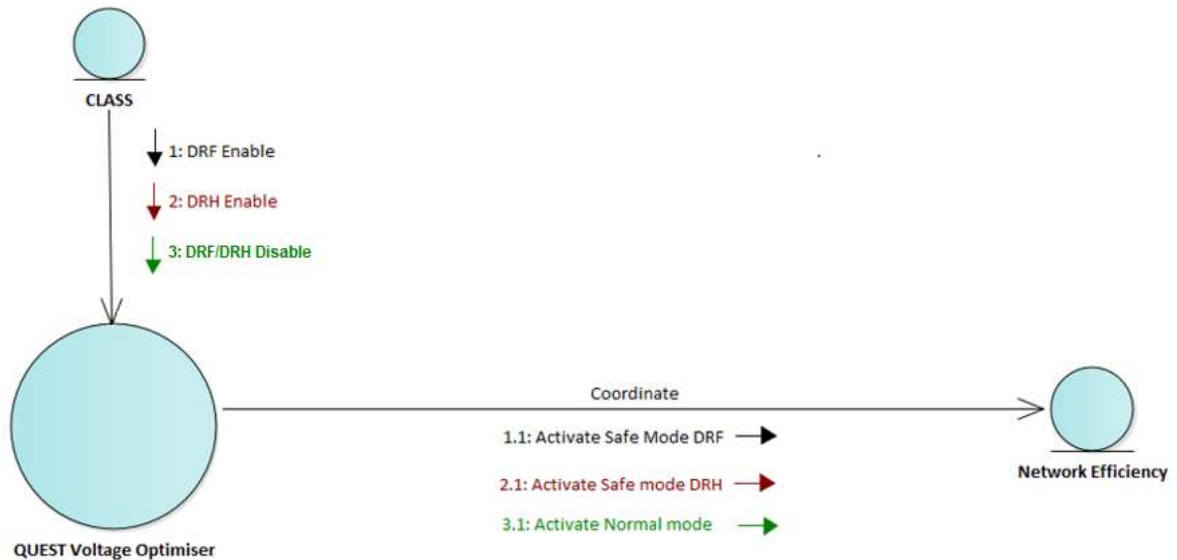 CLASS
1: DRF Enable
2: DRH Enable
3: DRF/DRH Disable
Coordinate
1.1: Activate Safe Mode DRF
2.1: Activate Safe mode DRH
3.1: Activate Normal mode
Network Efficiency
QUEST Voltage Optimiser